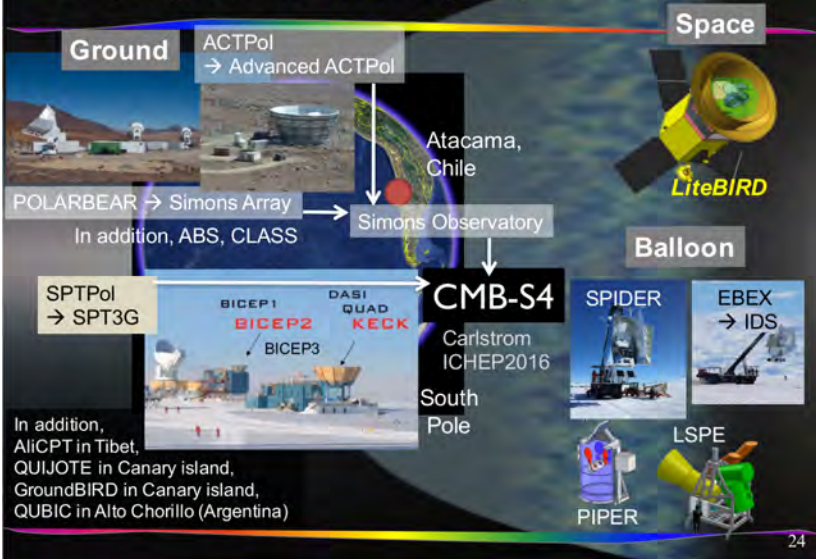 Ground
ACTPol
→ Advanced ACTPol
Space
Atacama,
Chile
LiteBIRD
POLARBEAR → Simons Array
Simons Observatory
In addition, ABS, CLASS
Balloon
SPTPol
→ SPT3G
BICEP1
BICEP2
BICEP3
DASI
QUAD
KECK
CMB-S4
Carlstrom
ICHEP2016
South
Pole
SPIDER
EBEX
→ IDS
In addition,
AliCPT in Tibet,
QUIJOTE in Canary island,
GroundBIRD in Canary island,
QUBIC in Alto Chorillo (Argentina)
PIPER
LSPE
24